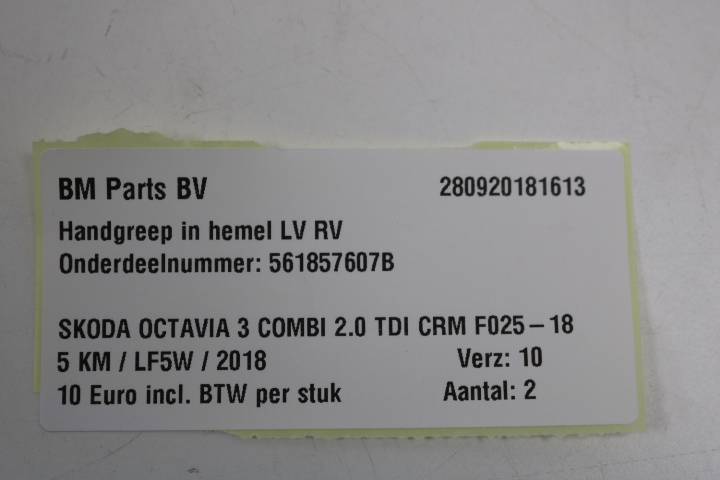 BM Parts BV 280920181613
Handgreep in hemel LV RV
Onderdeelnummer: 561857607B
SKODA OCTAVIA 3 COMBI 2.0 TDI CRM F025-18
5 KM / LF5W / 2018 Verz: 10
10 Euro incl. BTW per stuk Aantal: 2